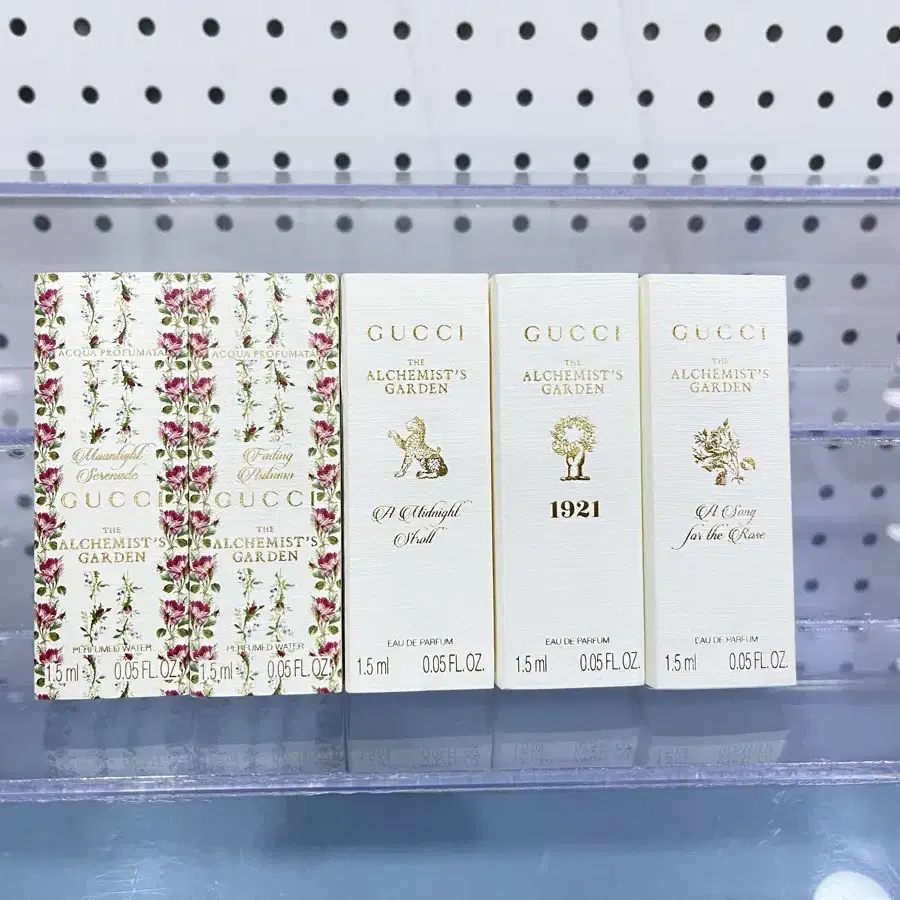 ACQUA PROFUMATA
Moonlight
Serenade
GUCCI
THE
ALCHEMIST'S
GARDEN
PERFUMED WATER
1.5 ml 0.05 FL.OZ.
ACQUA PROFUMATA
Fading
Autumn
GUCCI
THE
ALCHEMIST'S
GARDEN
PERFUMED WATER
1.5 ml 0.05 FL.OZ.
GUCCI
THE
ALCHEMIST'S
GARDEN
A Midnight
Stroll
EAU DE PARFUM
1.5 ml 0.05 FL.OZ.
GUCCI
THE
ALCHEMIST'S
GARDEN
1921
EAU DE PARFUM
1.5 ml 0.05 FL.OZ.
GUCCI
THE
ALCHEMIST'S
GARDEN
A Song
for the Rose
EAU DE PARFUM
1.5 ml 0.05 FL.OZ.